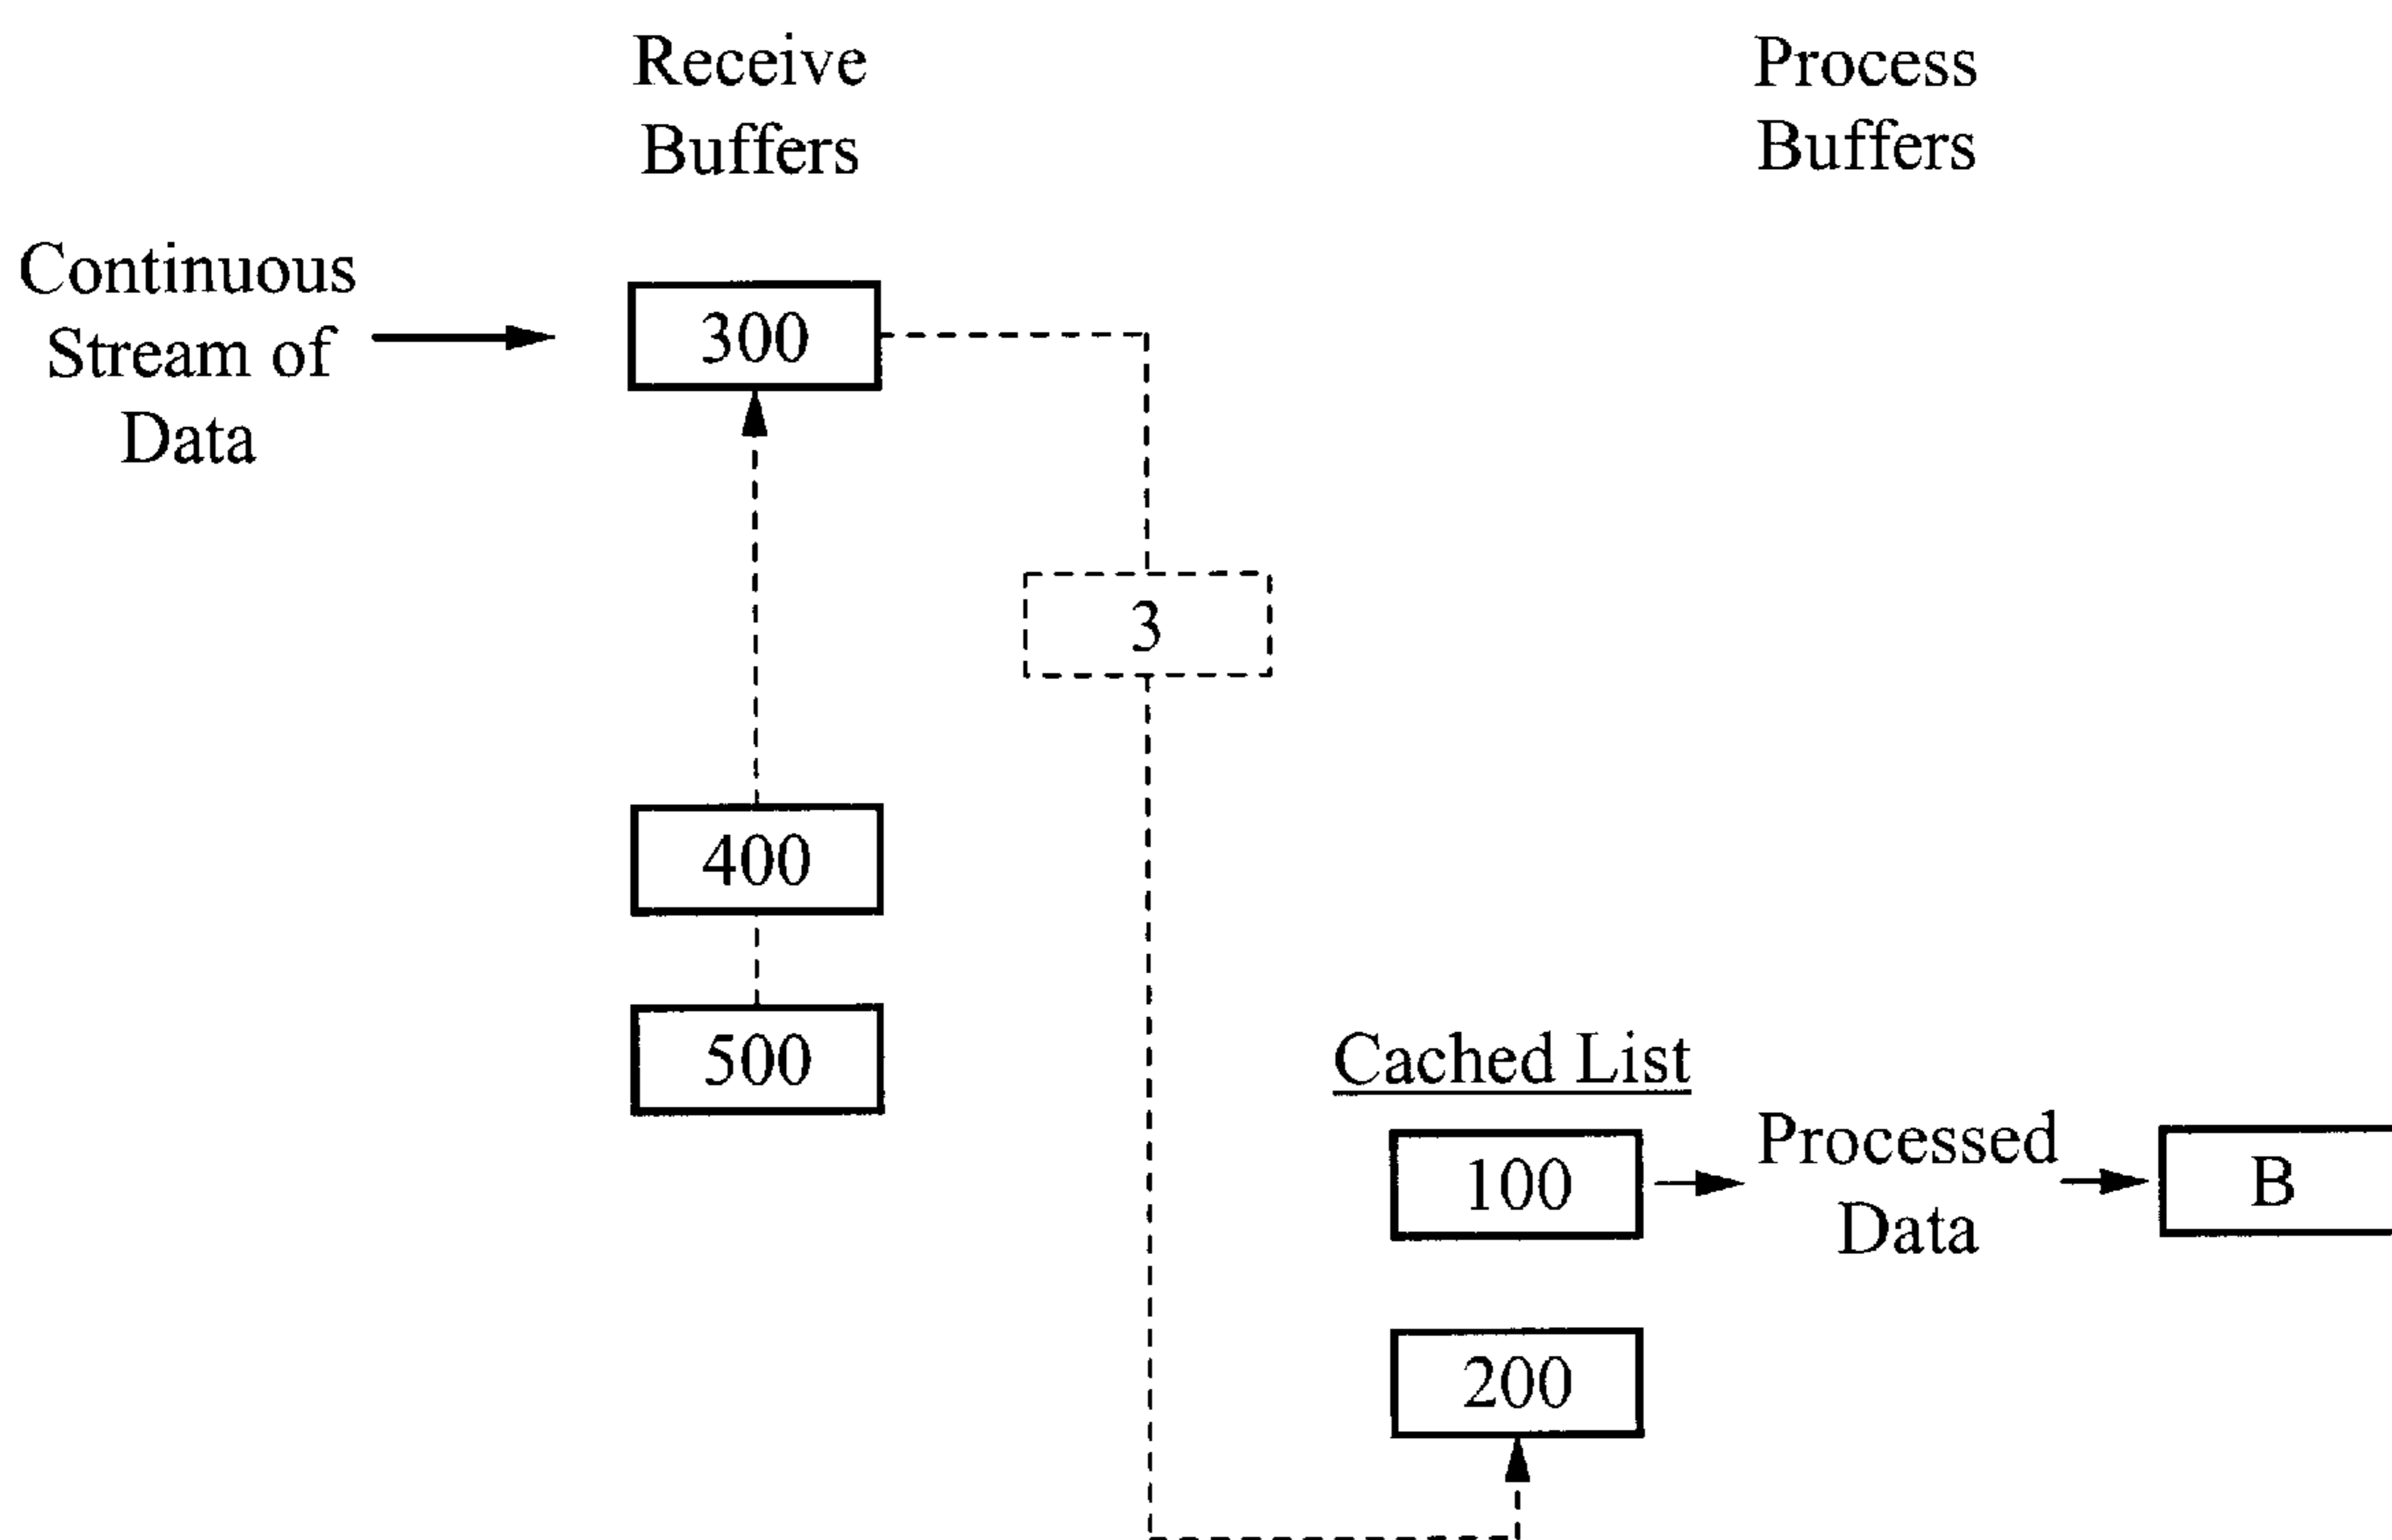 Receive
Buffers
Process
Buffers
Continuous
Stream of
Data
300
3
400
500
Cached List
100
Processed
Data
B
200